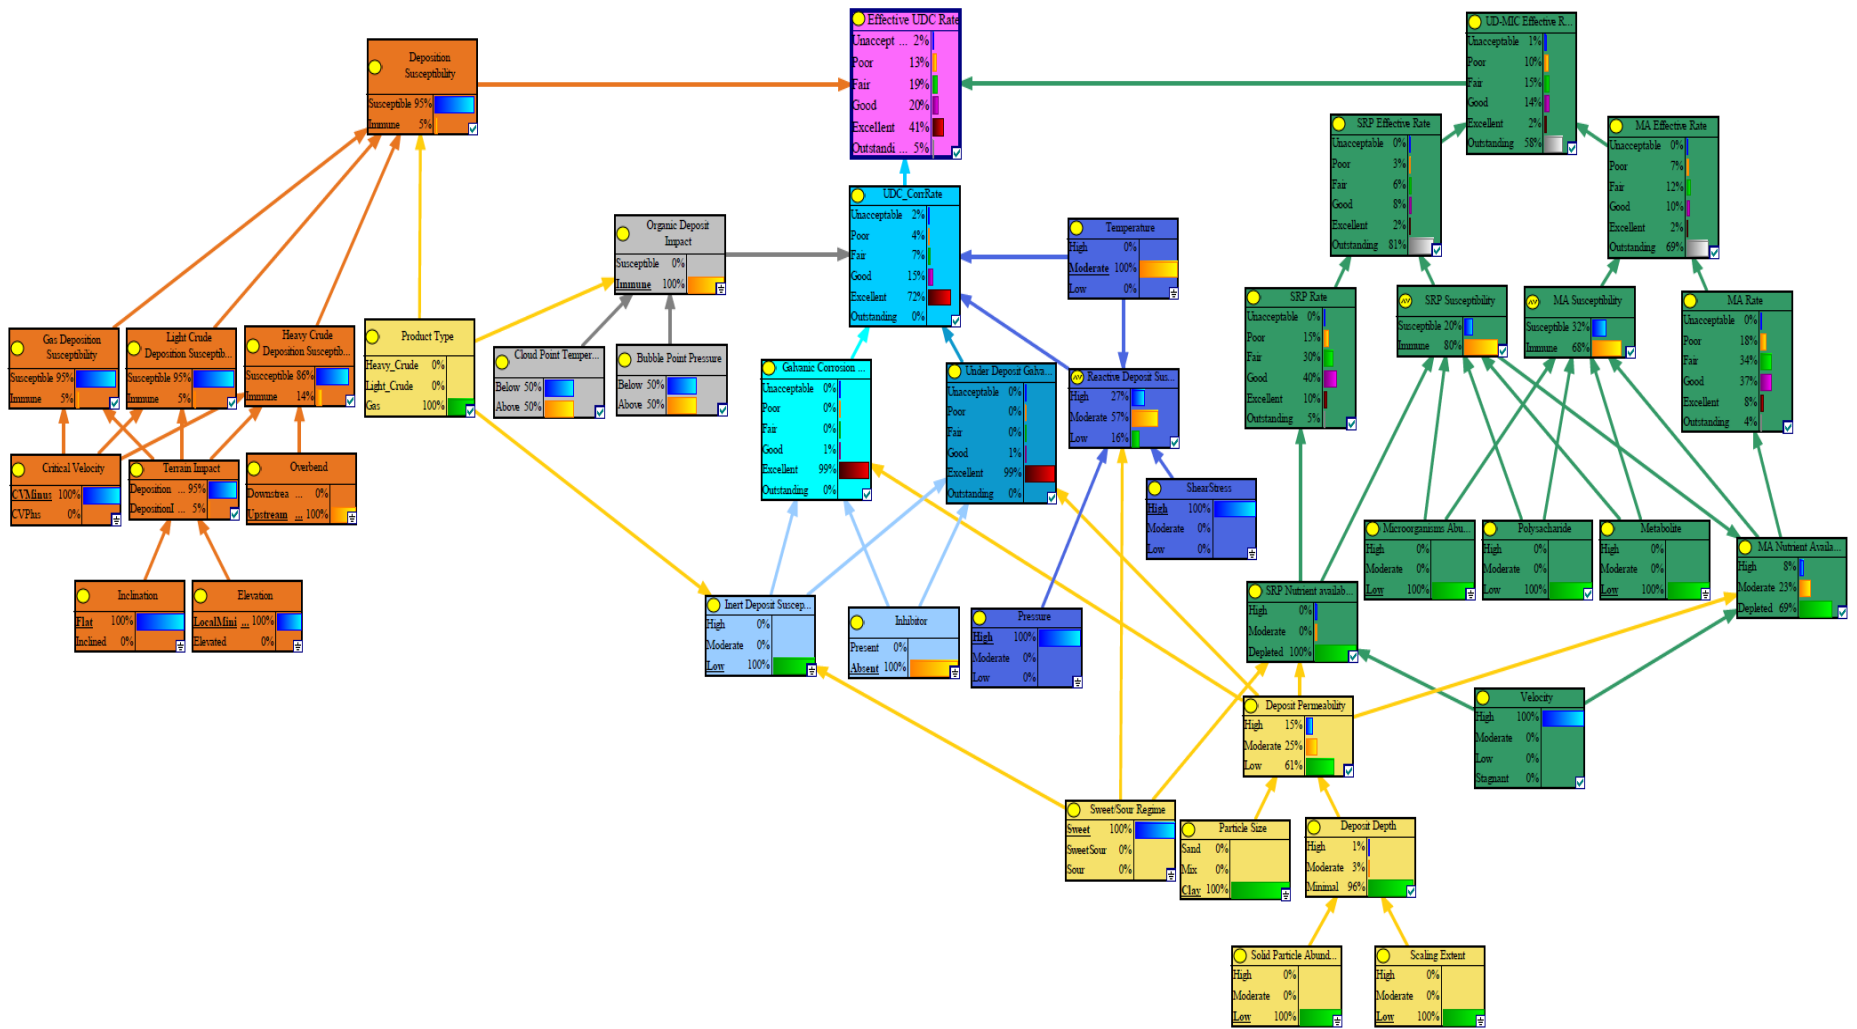 Effective UDC Rate
Unaccept ... 2%
Poor 13%
Fair 19%
Good 20%
Excellent 41%
Outstandi ... 5%
UD-MIC Effective R...
Unacceptable 1%
Poor 10%
Fair 15%
Good 14%
Excellent 2%
Outstanding 58%
Deposition
Susceptibility
Susceptible 95%
Immune 5%
SRP Effective Rate
Unacceptable 0%
Poor 3%
Fair 6%
Good 8%
Excellent 2%
Outstanding 81%
MA Effective Rate
Unacceptable 0%
Poor 7%
Fair 12%
Good 10%
Excellent 2%
Outstanding 69%
UDC_CorrRate
Unacceptable 2%
Poor 4%
Fair 7%
Good 15%
Excellent 72%
Outstanding 0%
Organic Deposit
Impact
Susceptible 0%
Immune 100%
Temperature
High 0%
Moderate 100%
Low 0%
SRP Rate
Unacceptable 0%
Poor 15%
Fair 30%
Good 40%
Excellent 10%
Outstanding 5%
SRP Susceptibility
Susceptible 20%
Immune 80%
MA Susceptibility
Susceptible 32%
Immune 68%
MA Rate
Unacceptable 0%
Poor 18%
Fair 34%
Good 37%
Excellent 8%
Outstanding 4%
Gas Deposition
Susceptibility
Susceptible 95%
Immune 5%
Light Crude
Deposition Susceptib...
Susceptible 95%
Immune 5%
Heavy Crude
Deposition Susceptib...
Susceptible 86%
Immune 14%
Product Type
Heavy_Crude 0%
Light_Crude 0%
Gas 100%
Cloud Point Temper...
Below 50%
Above 50%
Bubble Point Pressure
Below 50%
Above 50%
Galvanic Corrosion ...
Unacceptable 0%
Poor 0%
Fair 0%
Good 1%
Excellent 99%
Outstanding 0%
Under Deposit Galva...
Unacceptable 0%
Poor 0%
Fair 0%
Good 1%
Excellent 99%
Outstanding 0%
Reactive Deposit Sus...
High 27%
Moderate 57%
Low 16%
Critical Velocity
CVMinus 100%
CVPlus 0%
Terrain Impact
Deposition ... 95%
DepositionI ... 5%
Overbend
Downstrea ... 0%
Upstream ... 100%
ShearStress
High 100%
Moderate 0%
Low 0%
Microorganisms Abu...
High 0%
Moderate 0%
Low 100%
Polysacharide
High 0%
Moderate 0%
Low 100%
Metabolite
High 0%
Moderate 0%
Low 100%
MA Nutrient Availa...
High 8%
Moderate 23%
Depleted 69%
Inclination
Flat 100%
Inclined 0%
Elevation
LocalMini ... 100%
Elevated 0%
Inert Deposit Suscep...
High 0%
Moderate 0%
Low 100%
Inhibitor
Present 0%
Absent 100%
Pressure
High 100%
Moderate 0%
Low 0%
SRP Nutrient availab...
High 0%
Moderate 0%
Depleted 100%
Velocity
High 100%
Moderate 0%
Low 0%
Stagnant 0%
Deposit Permeability
High 15%
Moderate 25%
Low 61%
Sweet/Sour Regime
Sweet 100%
SweetSour 0%
Sour 0%
Particle Size
Sand 0%
Mix 0%
Clay 100%
Deposit Depth
High 1%
Moderate 3%
Minimal 96%
Solid Particle Abund...
High 0%
Moderate 0%
Low 100%
Scaling Extent
High 0%
Moderate 0%
Low 100%